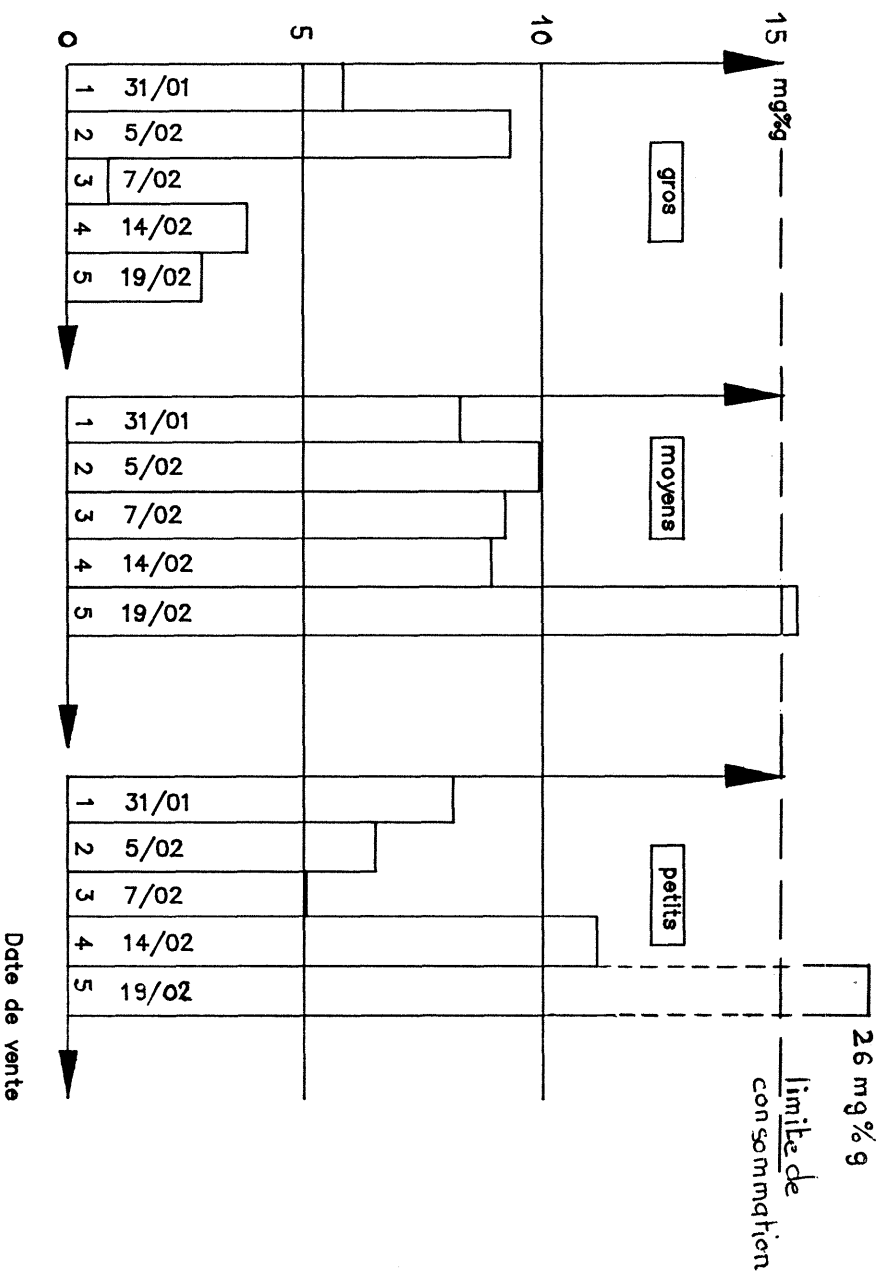 15
10
5
0
mg%g
gros
1 31/01
2 5/02
3 7/02
4 14/02
5 19/02
moyens
1 31/01
2 5/02
3 7/02
4 14/02
5 19/02
petits
1 31/01
2 5/02
3 7/02
4 14/02
5 19/02
26 mg%g
limite de
consommation
Date de vente